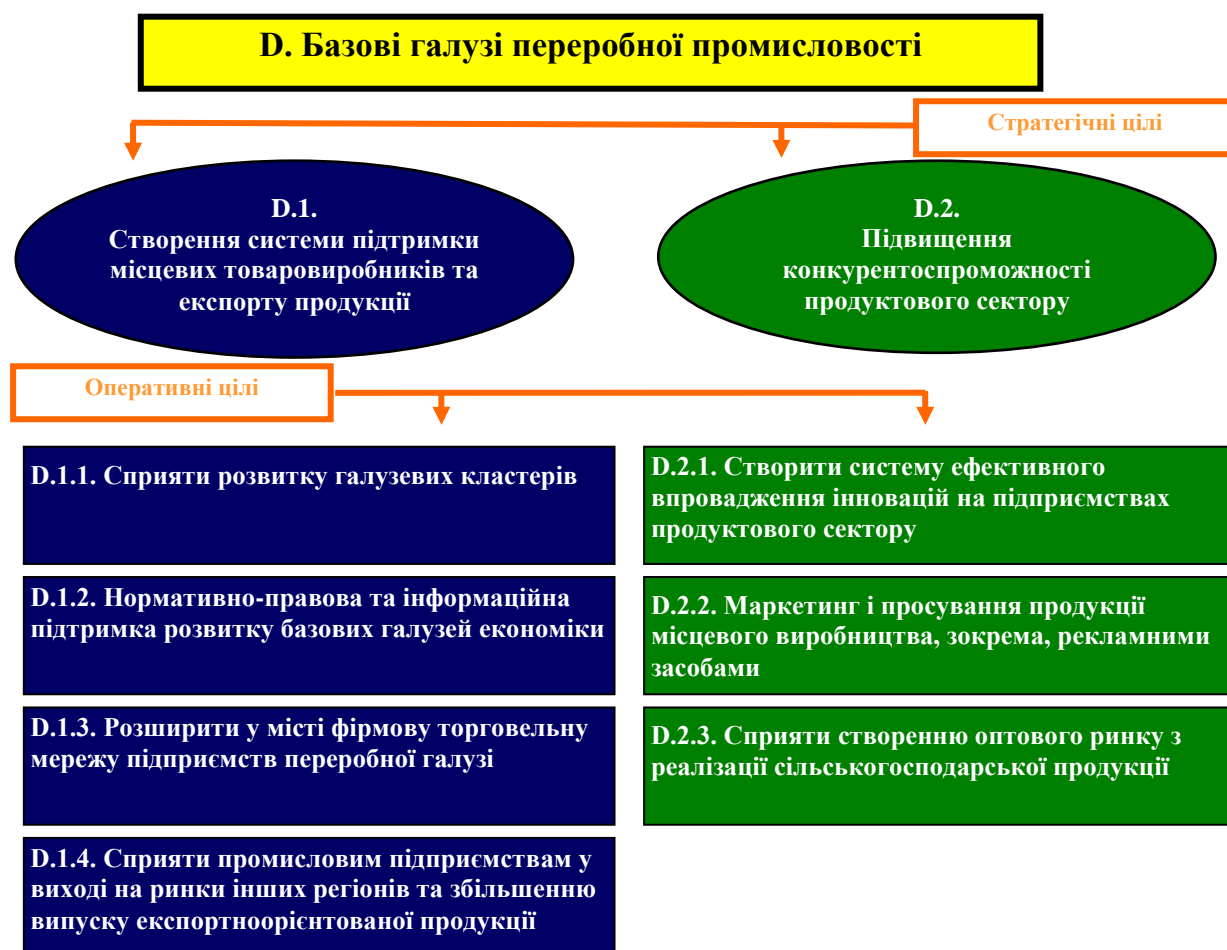 D. Базові галузі переробної промисловості
Стратегічні цілі
D.1.
Створення системи підтримки
місцевих товаровиробників та
експорту продукції
D.2.
Підвищення
конкурентоспроможності
продуктового сектору
Оперативні цілі
D.1.1. Сприяти розвитку галузевих кластерів
D.1.2. Нормативно-правова та інформаційна
підтримка розвитку базових галузей економіки
D.1.3. Розширити у місті фірмову торговельну
мережу підприємств переробної галузі
D.1.4. Сприяти промисловим підприємствам у
виході на ринки інших регіонів та збільшенню
випуску експортноорієнтованої продукції
D.2.1. Створити систему ефективного
впровадження інновацій на підприємствах
продуктового сектору
D.2.2. Маркетинг і просування продукції
місцевого виробництва, зокрема, рекламними
засобами
D.2.3. Сприяти створенню оптового ринку з
реалізації сільськогосподарської продукції